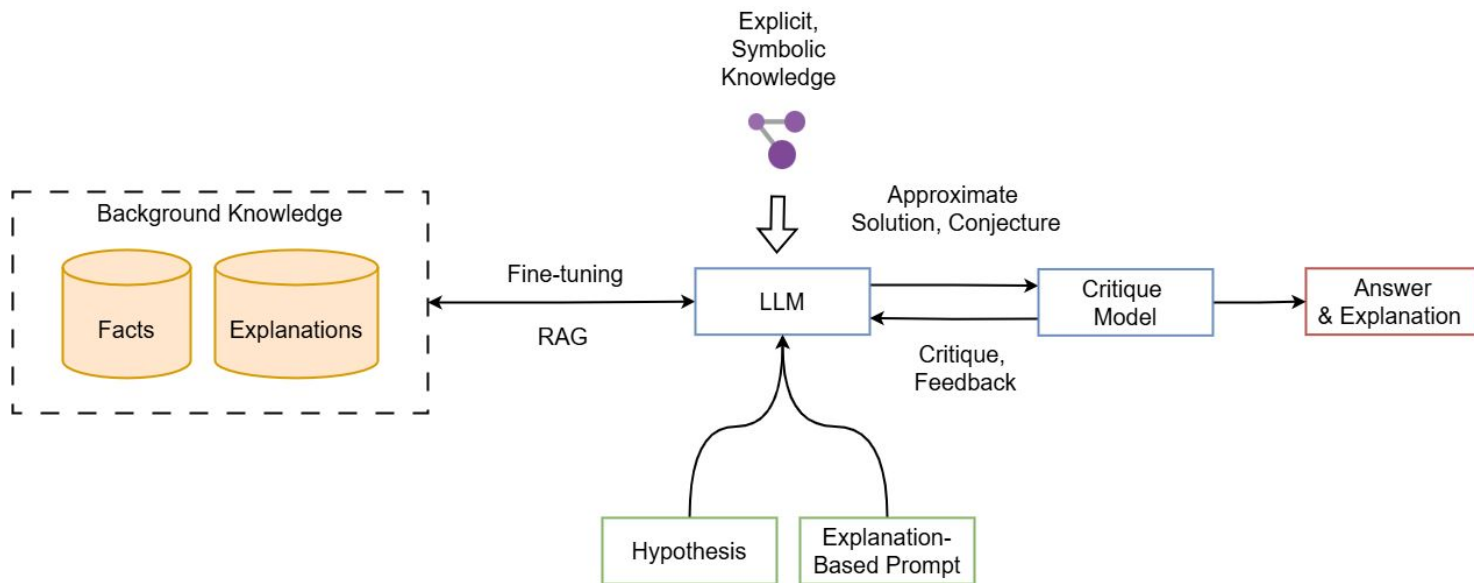 Explicit,
Symbolic
Knowledge
Background Knowledge
Facts
Explanations
Fine-tuning
RAG
LLM
Approximate
Solution, Conjecture
Critique
Model
Critique,
Feedback
Answer
& Explanation
Hypothesis
Explanation-
Based Prompt